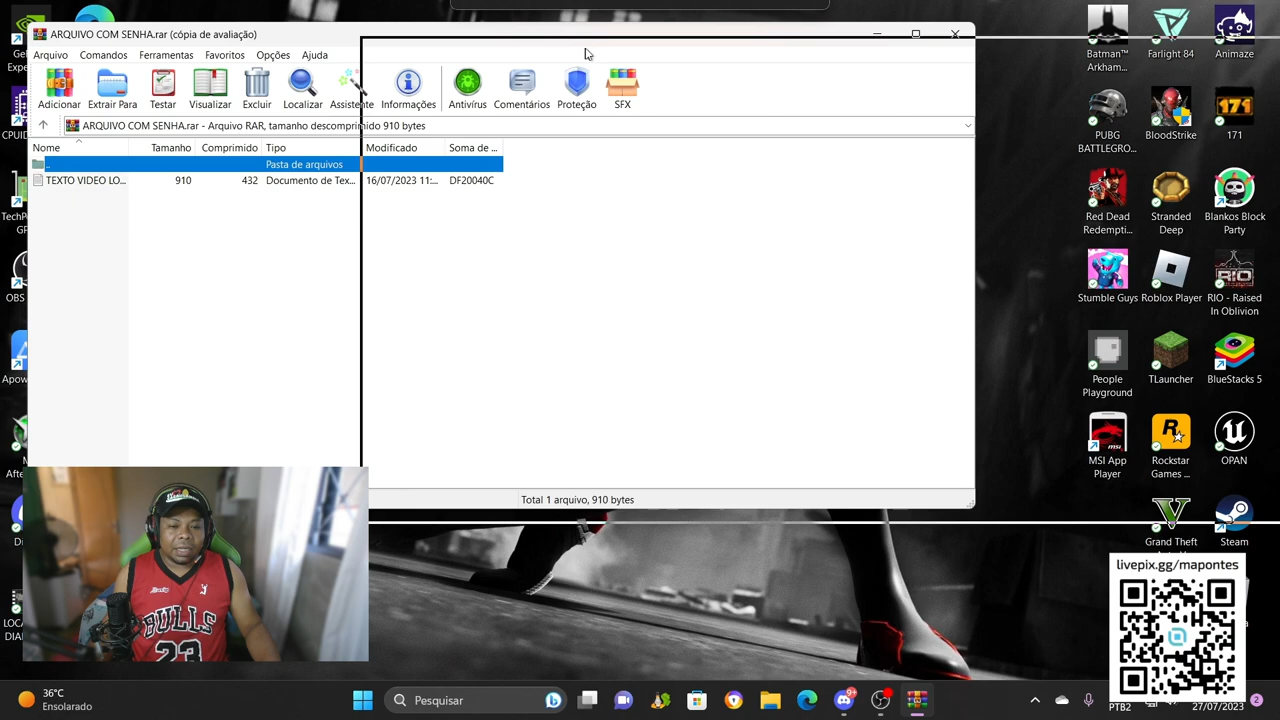 ARQUIVO COM SENHA.rar (cópia de avaliação)
Arquivo Comandos Ferramentas Favoritos Opções Ajuda
Adicionar Extrair Para Testar Visualizar Excluir Localizar Assistente Informações Antivírus Comentários Proteção SFX
ARQUIVO COM SENHA.rar - Arquivo RAR, tamanho descomprimido 910 bytes
Nome Tamanho Comprimido Tipo Modificado Soma de ...
.. Pasta de arquivos
TEXTO VIDEO LO... 910 432 Documento de Tex... 16/07/2023 11:... DF20040C
Total 1 arquivo, 910 bytes
Batman™ Farlight 84 Animaze
Arkham...
PUBG BloodStrike 171
BATTLEGRO...
171
Red Dead Stranded Blankos Block
Redempti... Deep Party
Stumble Guys Roblox Player RIO - Raised
In Oblivion
RIO
People TLauncher BlueStacks 5
Playground
MSI App Rockstar OPAN
Player Games ...
Grand Theft Steam
OBS
Apow
BULLS
23
livepix.gg/mapontes
36°C
Ensolarado
Pesquisar
PTB2 27/07/2023 2